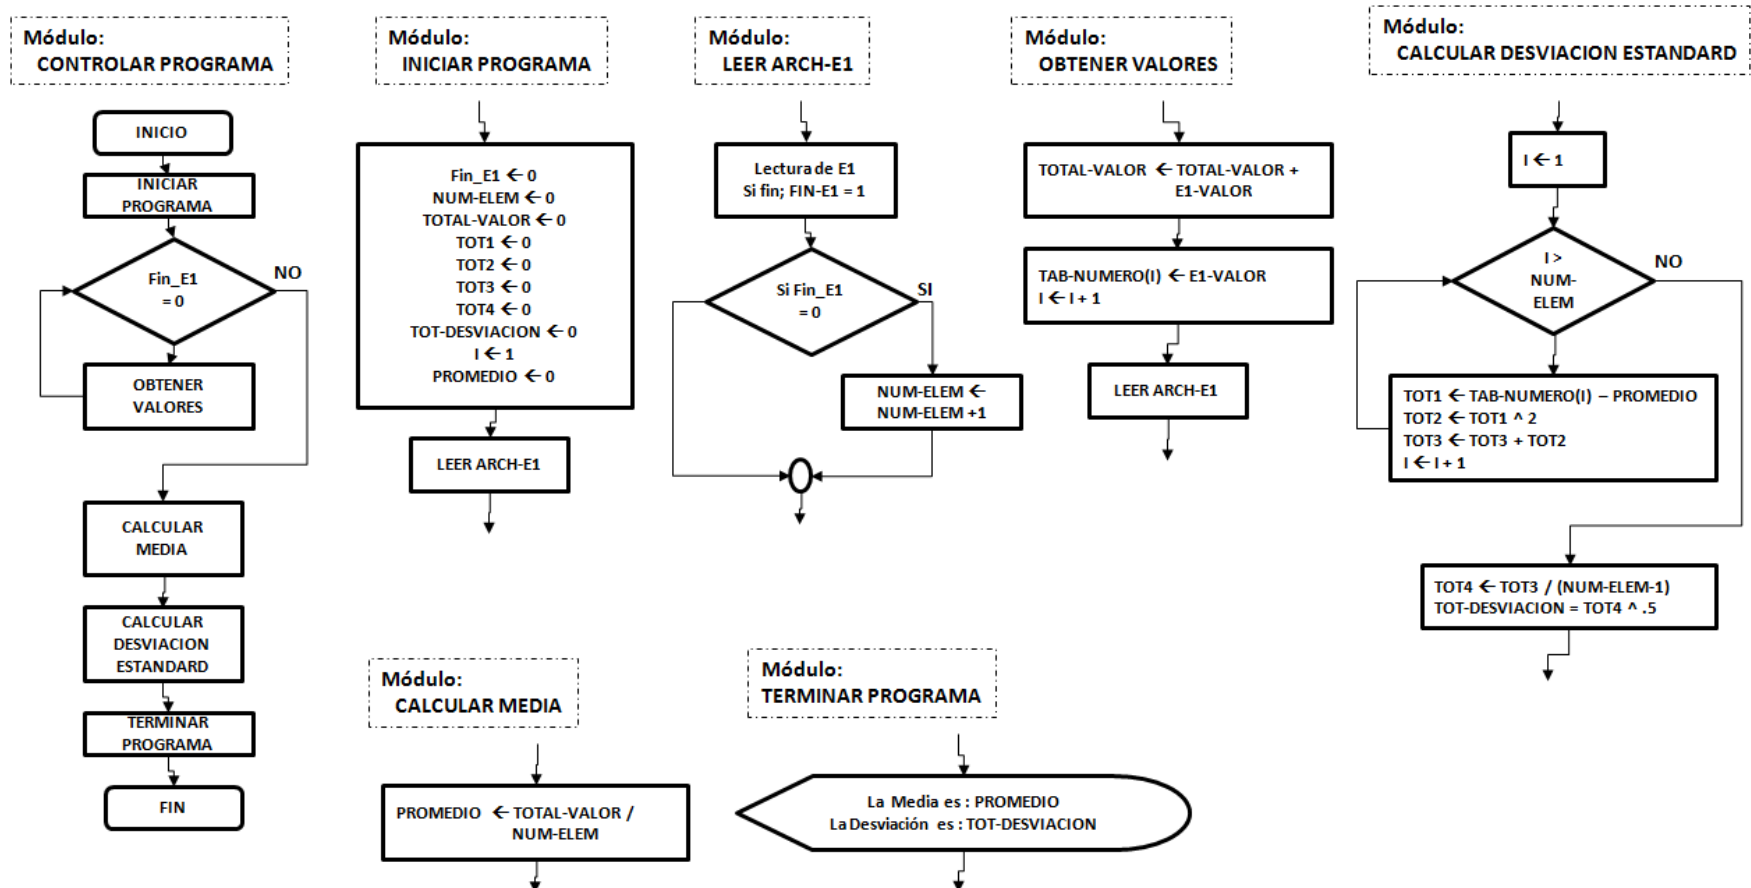 Módulo:
CONTROLAR PROGRAMA
INICIO
INICIAR
PROGRAMA
Fin_E1
= 0
NO
OBTENER
VALORES
CALCULAR
MEDIA
CALCULAR
DESVIACION
ESTANDARD
TERMINAR
PROGRAMA
FIN
Módulo:
INICIAR PROGRAMA
Fin_E1 ← 0
NUM-ELEM ← 0
TOTAL-VALOR ← 0
TOT1 ← 0
TOT2 ← 0
TOT3 ← 0
TOT4 ← 0
TOT-DESVIACION ← 0
I ← 1
PROMEDIO ← 0
LEER ARCH-E1
Módulo:
LEER ARCH-E1
Lectura de E1
Si fin; FIN-E1 = 1
Si Fin_E1
= 0
SI
NUM-ELEM ←
NUM-ELEM +1
Módulo:
OBTENER VALORES
TOTAL-VALOR ← TOTAL-VALOR +
E1-VALOR
TAB-NUMERO(I) ← E1-VALOR
I ← I + 1
LEER ARCH-E1
Módulo:
CALCULAR DESVIACION ESTANDARD
I ← 1
I >
NUM-
ELEM
NO
TOT1 ← TAB-NUMERO(I) – PROMEDIO
TOT2 ← TOT1 ^ 2
TOT3 ← TOT3 + TOT2
I ← I + 1
TOT4 ← TOT3 / (NUM-ELEM-1)
TOT-DESVIACION = TOT4 ^ .5
Módulo:
CALCULAR MEDIA
PROMEDIO ← TOTAL-VALOR /
NUM-ELEM
Módulo:
TERMINAR PROGRAMA
La Media es : PROMEDIO
La Desviación es : TOT-DESVIACION